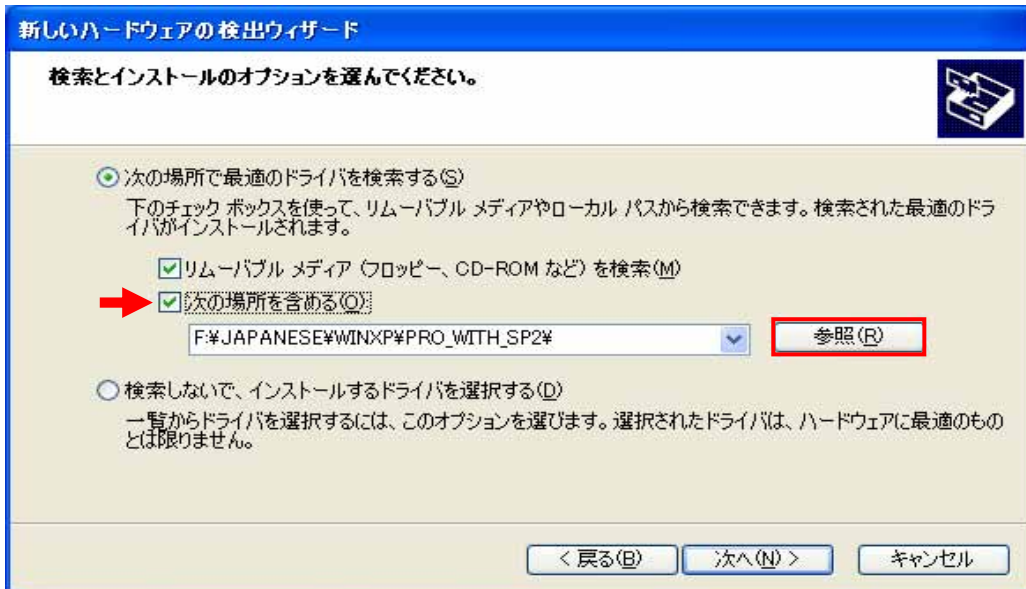 新しいハードウェアの検出ウィザード
検索とインストールのオプションを選んでください。
次の場所で最適のドライバを検索する(S)
下のチェック ボックスを使って、リムーバブル メディアやローカル パスから検索できます。検索された最適のドラ
イバがインストールされます。
リムーバブル メディア (フロッピー、CD-ROM など) を検索(M)
次の場所を含める(O):
F:¥JAPANESE¥WINXP¥PRO_WITH_SP2¥
参照(R)
検索しないで、インストールするドライバを選択する(D)
一覧からドライバを選択するには、このオプションを選びます。選択されたドライバは、ハードウェアに最適のもの
とは限りません。
< 戻る(B)
次へ(N) >
キャンセル